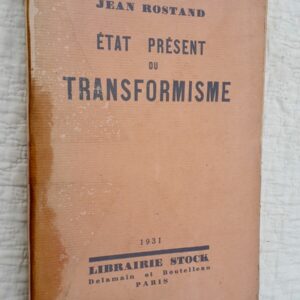 JEAN ROSTAND
ÉTAT PRÉSENT
DU
TRANSFORMISME
1931
LIBRAIRIE STOCK
Delamain et Boutelleau
PARIS